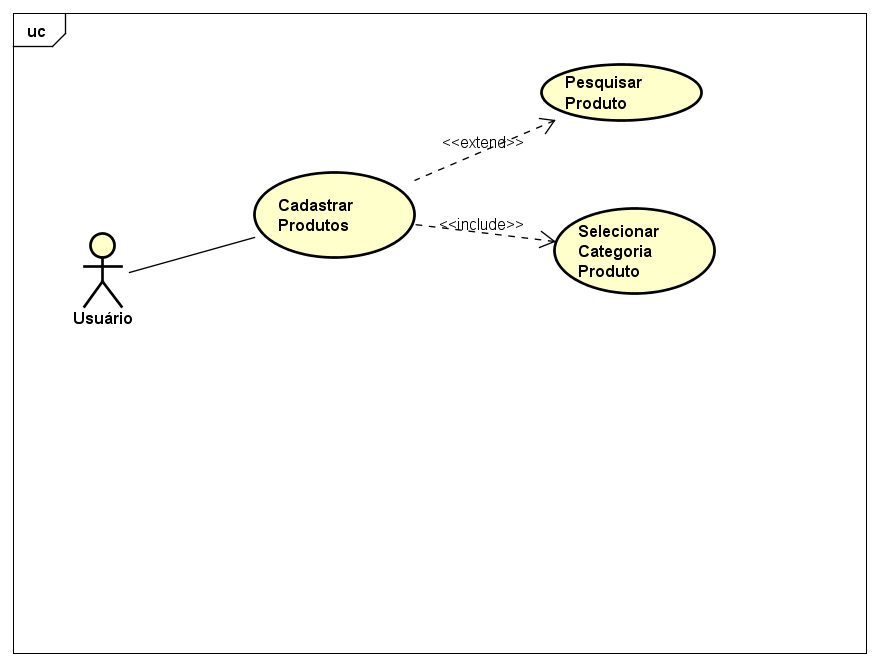 uc
Pesquisar
Produto
<<extend>>
Cadastrar
Produtos
<<include>>
Selecionar
Categoria
Produto
Usuário